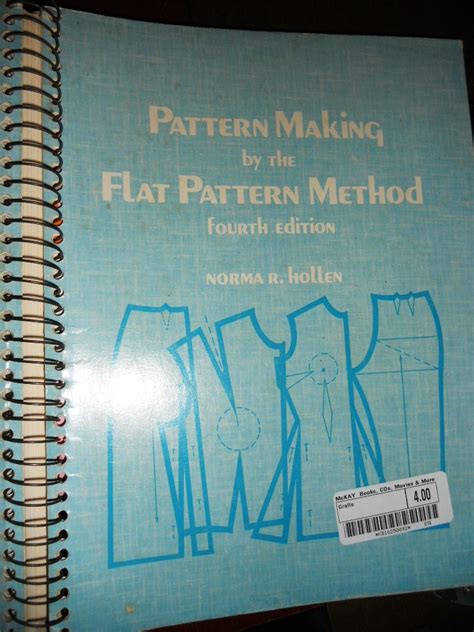 Pattern Making
by the
Flat Pattern Method
fourth edition
Norma R. Hollen
McKAY Books, CDs, Movies & More
Crafts
4.00